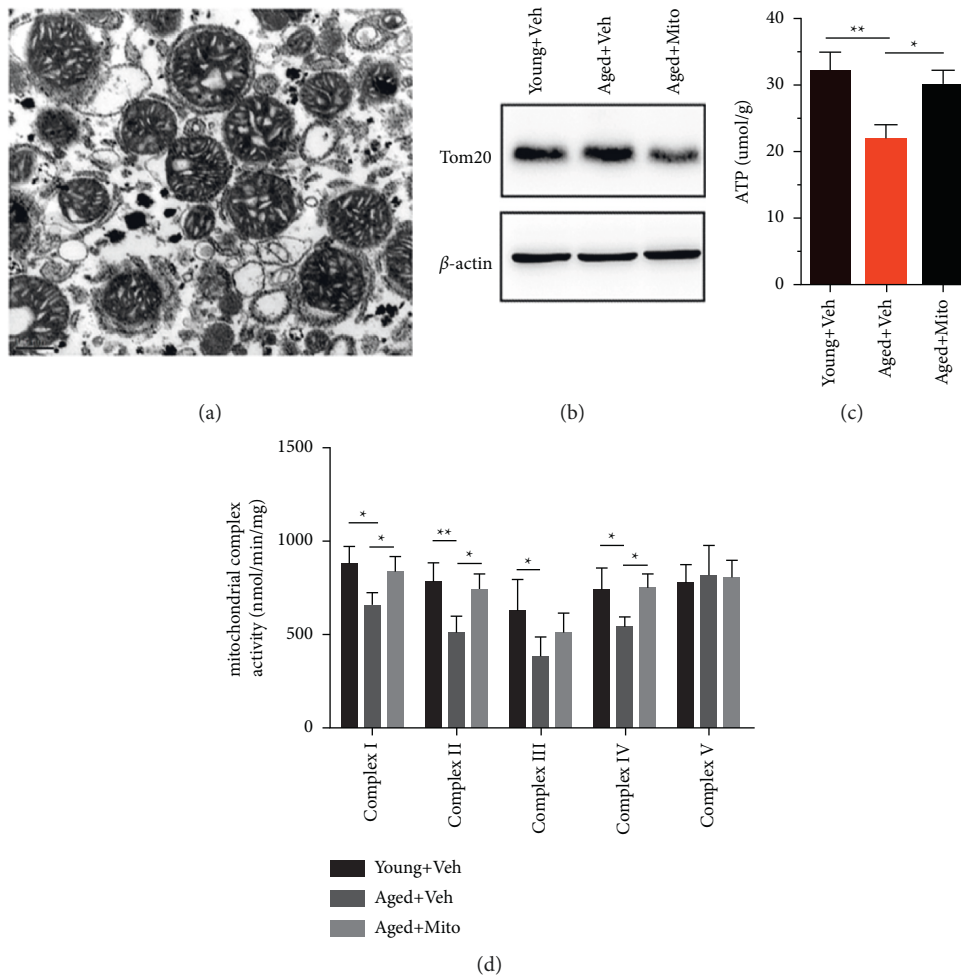 Young+Veh
Aged+Veh
Aged+Mito
Tom20
β-actin
(b)
(a)
ATP (umol/g)
40
30
20
10
0
**
*
Young+Veh
Aged+Veh
Aged+Mito
(c)
mitochondrial complex
activity (nmol/min/mg)
1500
1000
500
0
*
*
**
*
*
*
*
Complex I
Complex II
Complex III
Complex IV
Complex V
Young+Veh
Aged+Veh
Aged+Mito
(d)